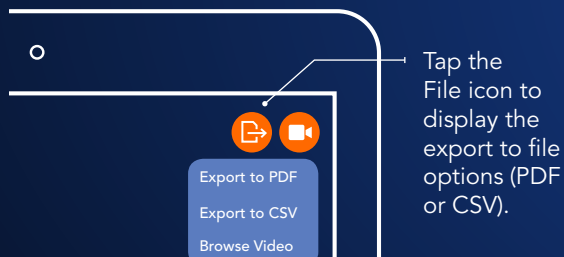 Tap the
File icon to
display the
export to file
options (PDF
or CSV).
Export to PDF
Export to CSV
Browse Video